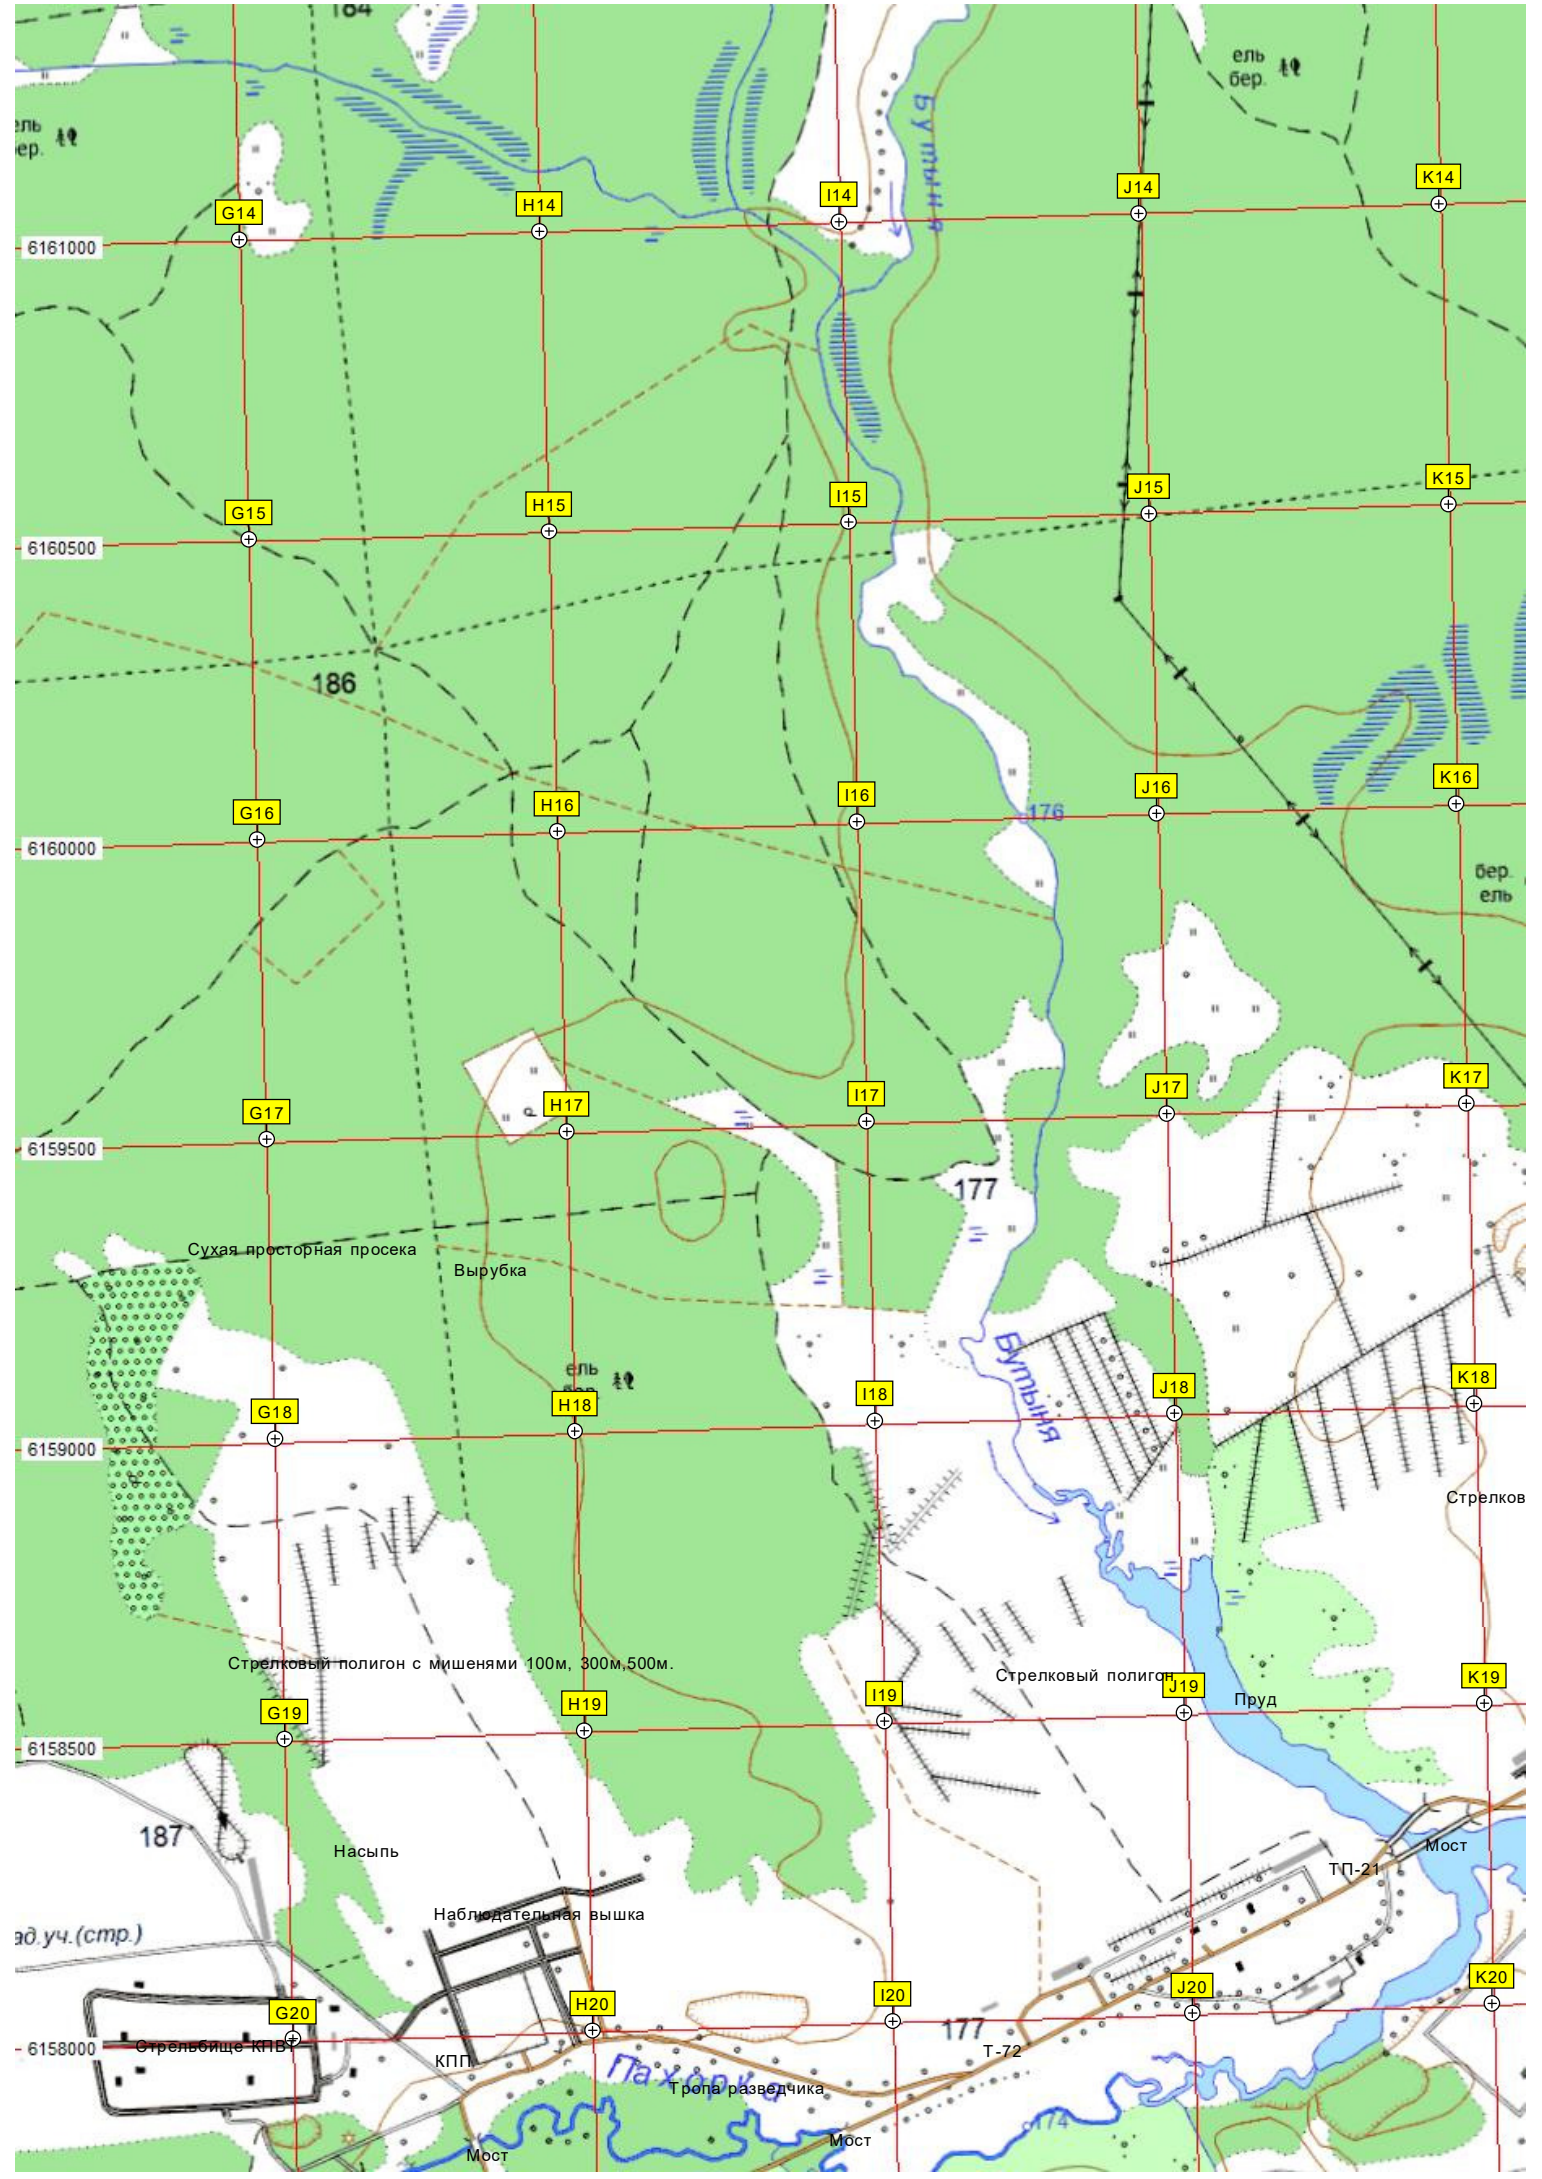 184
ель
бер.
ель
ер.
Бутыня
G14
H14
I14
J14
K14
6161000
G15
H15
I15
J15
K15
6160500
186
G16
H16
I16
J16
K16
176
6160000
бер.
ель
G17
H17
I17
J17
K17
6159500
177
Сухая просторная просека
Вырубка
Бутыня
ель
бер.
G18
H18
I18
J18
K18
6159000
Стрелков
Стрелковый полигон с мишенями 100м, 300м,500м.
Стрелковый полигон
G19
H19
I19
J19
K19
Пруд
6158500
187
Насыпь
Мост
ТП-21
Наблюдательная вышка
ад.уч.(стр.)
G20
H20
I20
J20
K20
177
6158000
Стрельбище КПВТ
КПП
Т-72
Пахорка
Тропа разведчика
174
Мост
Мост